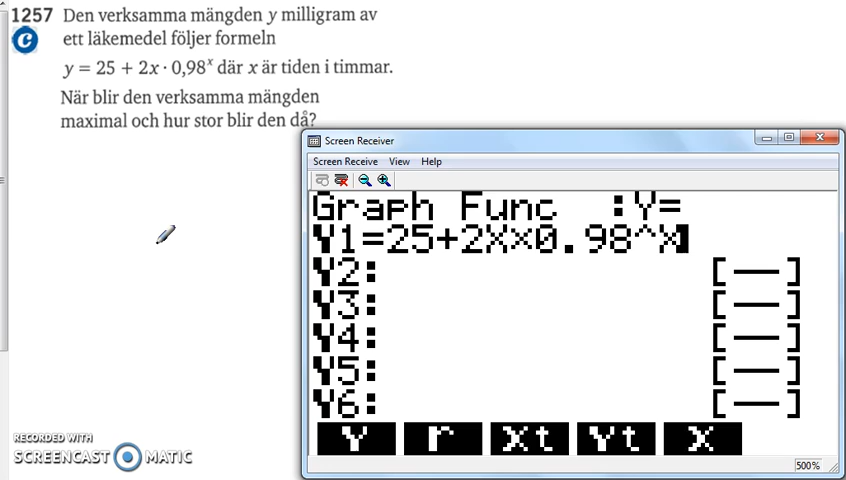 1257 Den verksamma mängden y milligram av
C ett läkemedel följer formeln
y = 25 + 2x · 0,98ˣ där x är tiden i timmar.
När blir den verksamma mängden
maximal och hur stor blir den då?
Screen Receiver
Screen Receive View Help
Graph Func :Y=
Y1=25+2X×0.98^X
Y2: [—]
Y3: [—]
Y4: [—]
Y5: [—]
Y6: [—]
Y r Xt Yt X
500%
RECORDED WITH
SCREENCAST MATIC